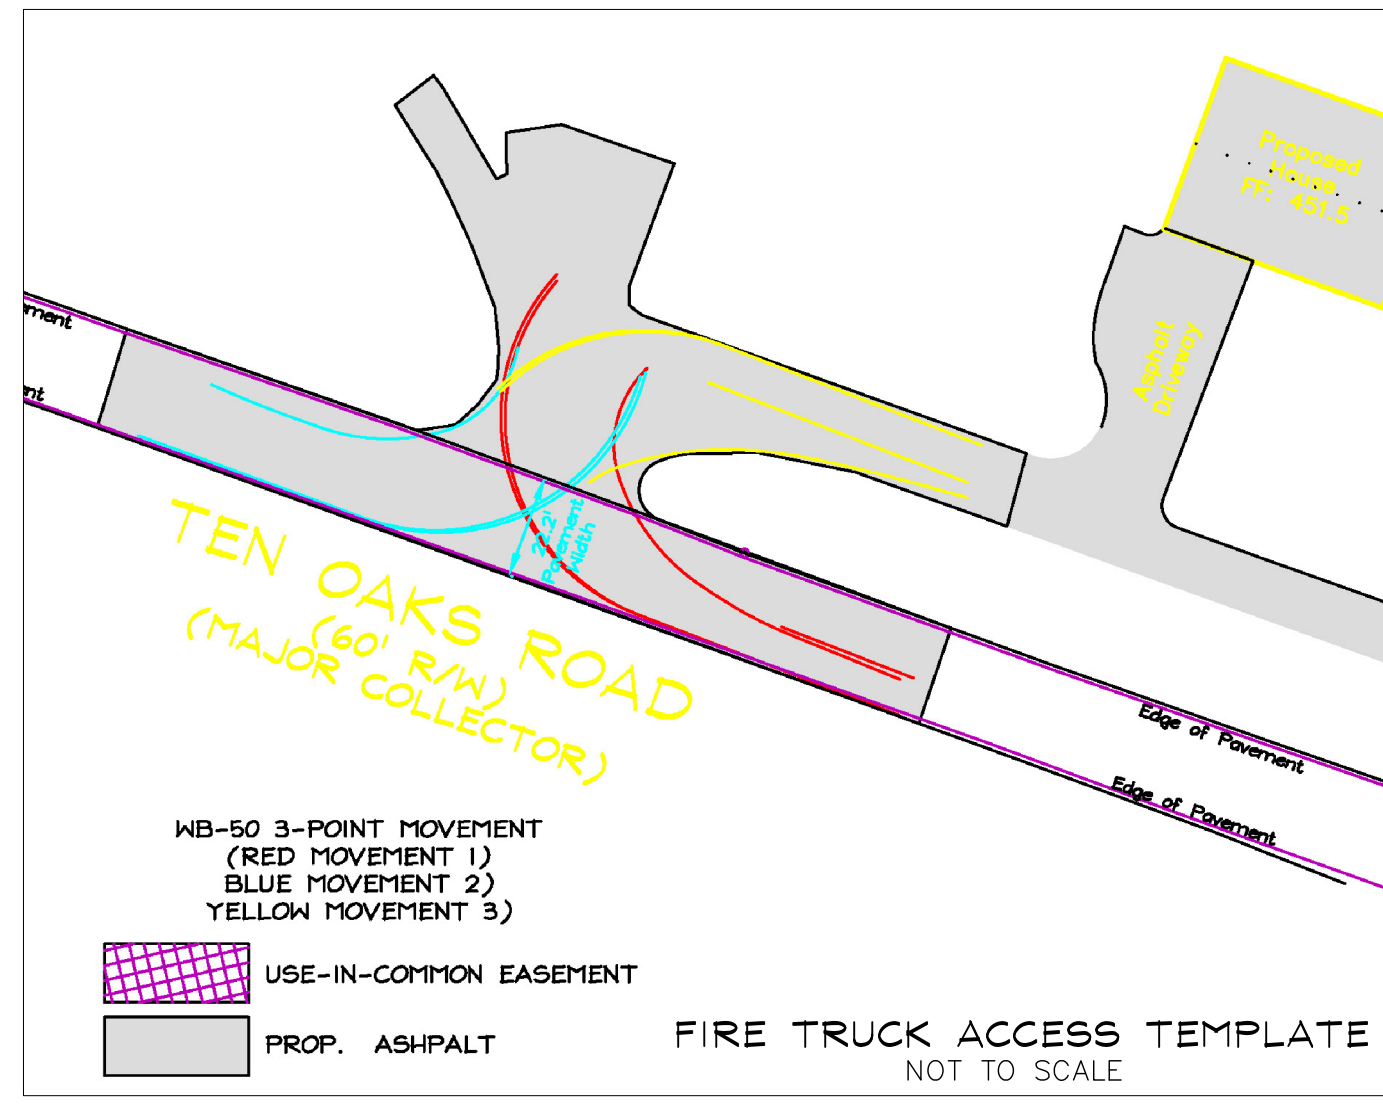 Proposed
House
FF: 451.5
Asphalt
Driveway
22.2'
Pavement
Width
TEN OAKS ROAD
(60' R/W)
(MAJOR COLLECTOR)
Edge of Pavement
Edge of Pavement
WB-50 3-POINT MOVEMENT
(RED MOVEMENT 1)
BLUE MOVEMENT 2)
YELLOW MOVEMENT 3)
USE-IN-COMMON EASEMENT
PROP. ASHPALT
FIRE TRUCK ACCESS TEMPLATE
NOT TO SCALE